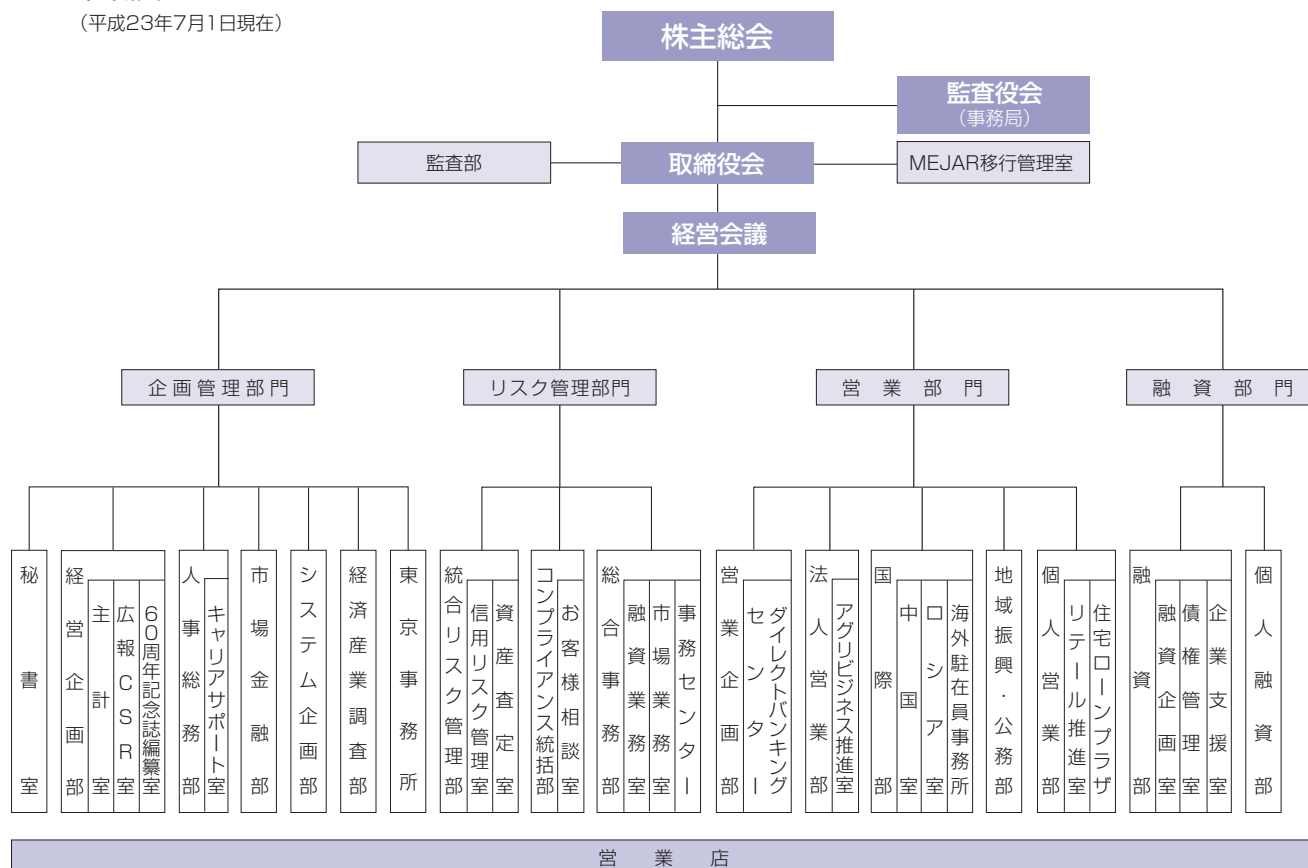 （平成23年7月1日現在）
株主総会
監査役会
（事務局）
監査部
取締役会
MEJAR移行管理室
経営会議
企画管理部門
リスク管理部門
営業部門
融資部門
秘書室
経営企画部
主計室
広報CSR室
60周年記念誌編纂室
人事総務部
キャリアサポート室
市場金融部
システム企画部
経済産業調査部
東京事務所
統合リスク管理部
信用リスク管理室
資産査定室
コンプライアンス統括部
お客様相談室
総合事務部
融資業務室
市場業務室
事務センター
営業企画部
ダイレクトバンキング
センター
法人営業部
アグリビジネス推進室
国際部
中国室
ロシア室
海外駐在員事務所
地域振興・公務部
個人営業部
リテール推進室
住宅ローンプラザ
融資部
融資企画室
債権管理室
企業支援室
個人融資部
営業店